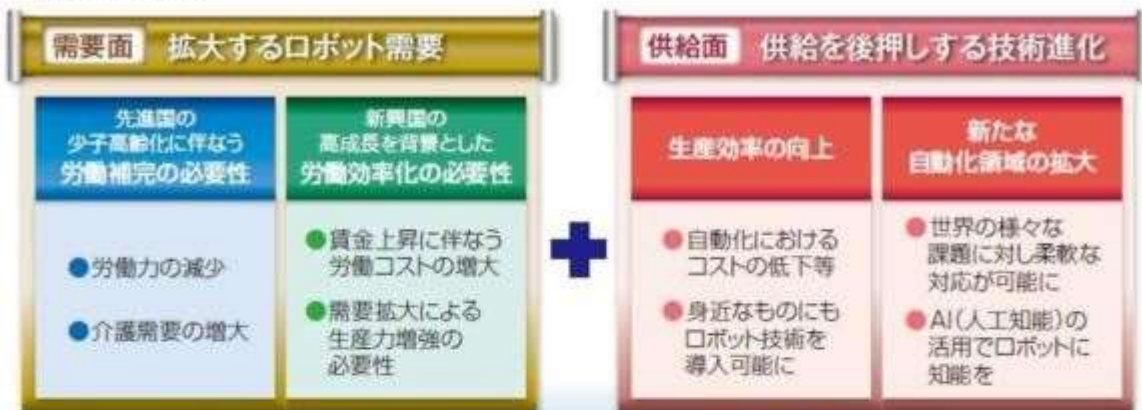 需要面 拡大するロボット需要
先進国の
少子高齢化に伴なう
労働補完の必要性
●労働力の減少
●介護需要の増大
新興国の
高成長を背景とした
労働効率化の必要性
●賃金上昇に伴なう
労働コストの増大
●需要拡大による
生産力増強の
必要性
供給面 供給を後押しする技術進化
生産効率の向上
●自動化における
コストの低下等
●身近なものにも
ロボット技術を
導入可能に
新たな
自動化領域の拡大
●世界の様々な
課題に対し柔軟な
対応が可能に
●AI(人工知能)の
活用でロボットに
知能を